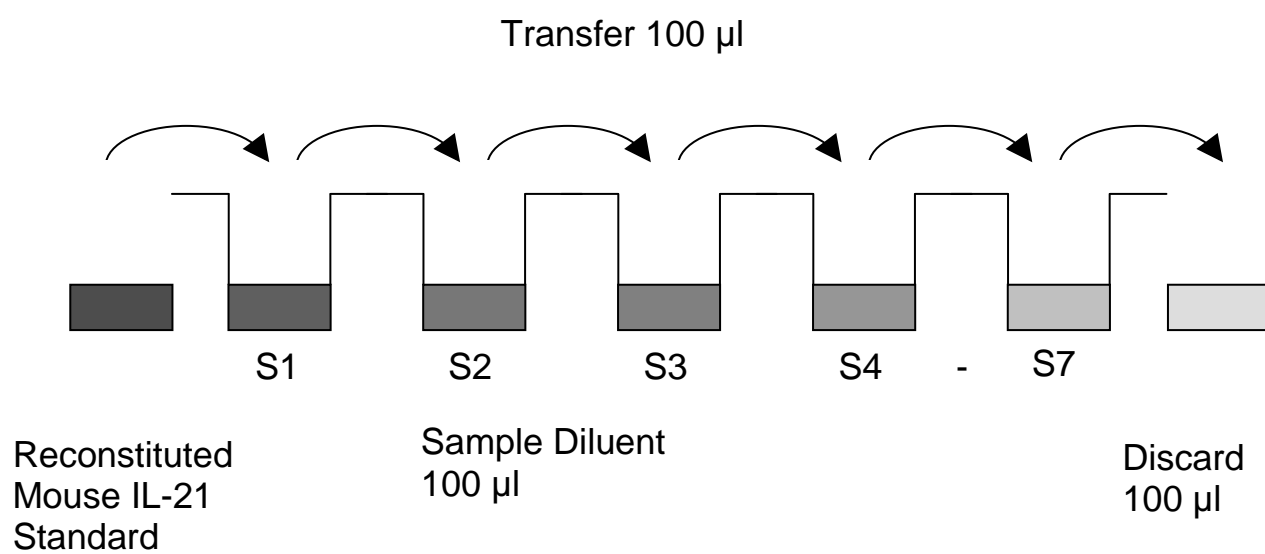 Transfer 100 µl
S1 S2 S3 S4 - S7
Reconstituted
Mouse IL-21
Standard
Sample Diluent
100 µl
Discard
100 µl